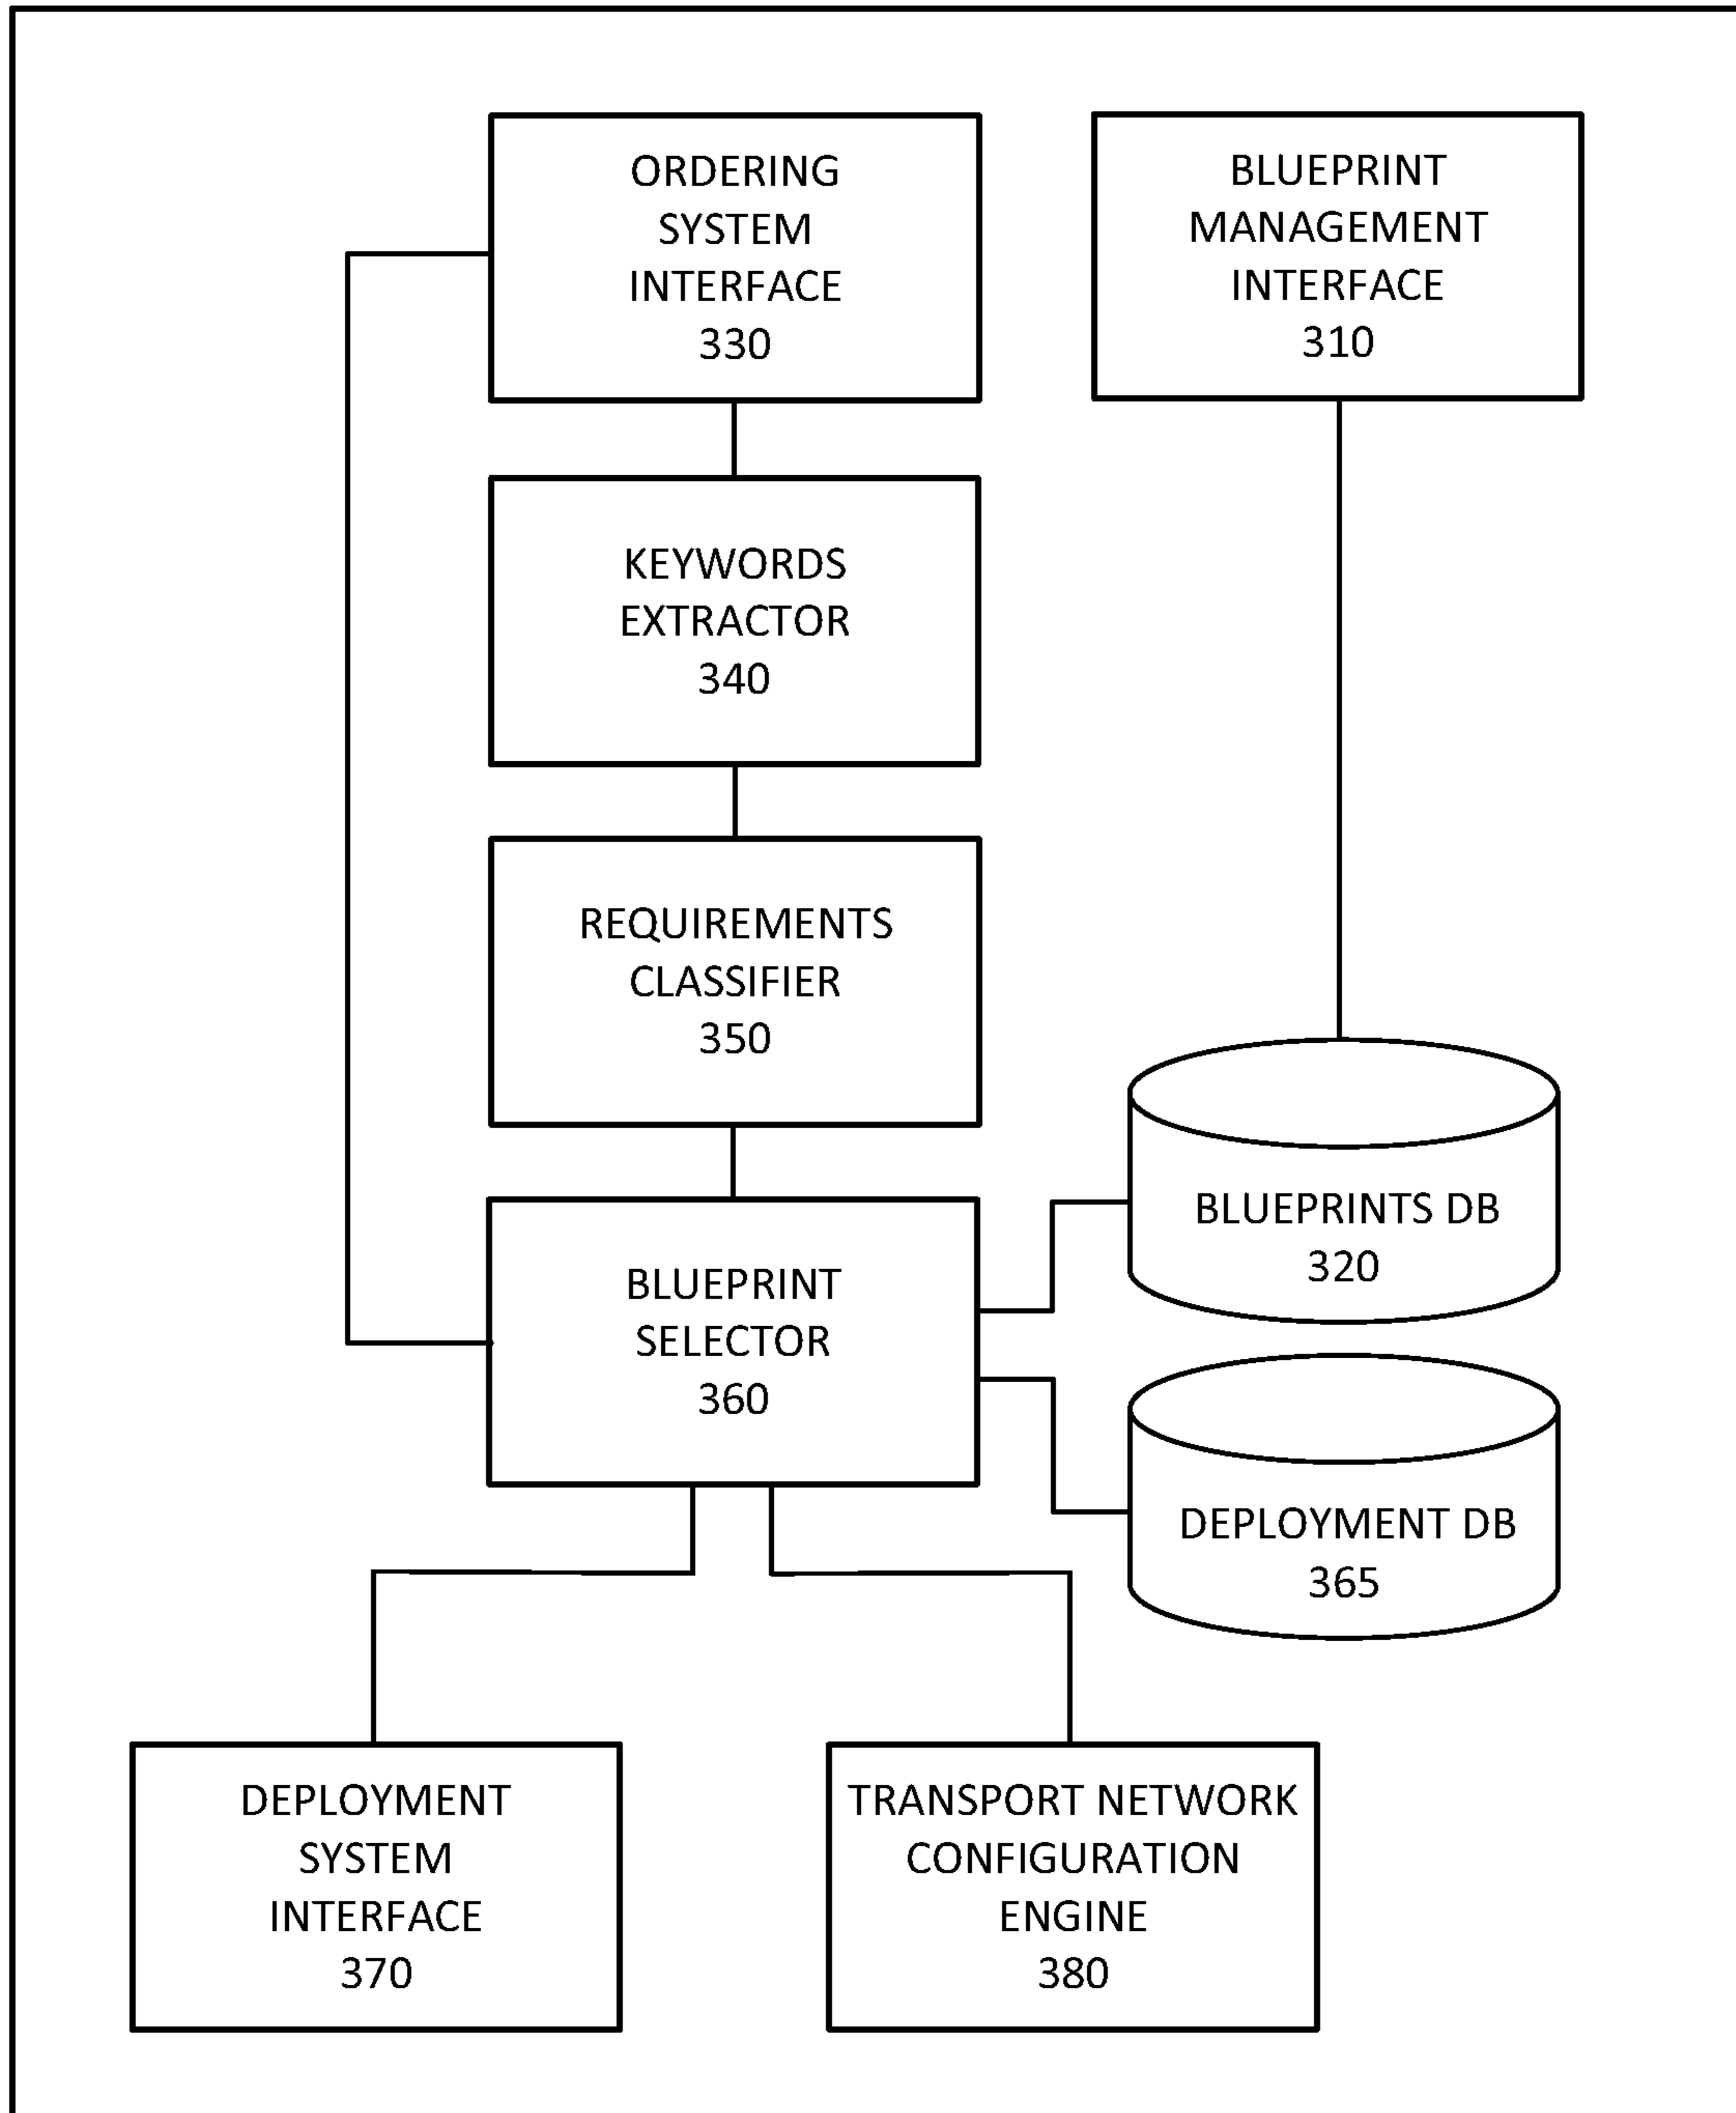 ORDERING
SYSTEM
INTERFACE
330
BLUEPRINT
MANAGEMENT
INTERFACE
310
KEYWORDS
EXTRACTOR
340
REQUIREMENTS
CLASSIFIER
350
BLUEPRINT
SELECTOR
360
BLUEPRINTS DB
320
DEPLOYMENT DB
365
DEPLOYMENT
SYSTEM
INTERFACE
370
TRANSPORT NETWORK
CONFIGURATION
ENGINE
380